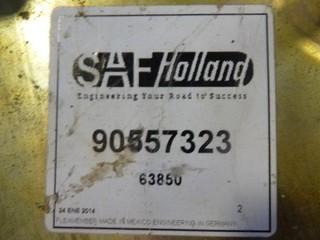 SAF Holland
Engineering Your Road to Success
90557323
63850
24 ENE 2014 2
FLEXMEMBER MADE IN MEXICO ENGINEERING IN GERMANY